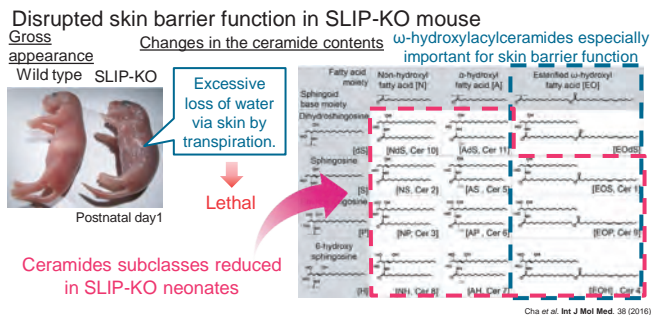 Disrupted skin barrier function in SLIP-KO mouse
Gross
appearance
Changes in the ceramide contents
ω-hydroxylacylceramides especially
important for skin barrier function
Wild type SLIP-KO
Excessive
loss of water
via skin by
transpiration.
Lethal
Postnatal day1
Ceramides subclasses reduced
in SLIP-KO neonates
Fatty acid
moiety
Sphingoid
base moiety
Non-hydroxyl
fatty acid [N]
α-hydroxyl
fatty acid [A]
Esterified ω-hydroxyl
fatty acid [EO]
Dihydroshingosine
[dS]
[NdS, Cer 10]
[AdS, Cer 11]
[EOdS]
Sphingosine
[S]
[NS, Cer 2]
[AS, Cer 5]
[EOS, Cer 1]
[P]
[NP, Cer 3]
[AP, Cer 6]
[EOP, Cer 9]
6-hydroxy
sphingosine
[H]
[NH, Cer 8]
[AH, Cer 7]
[EOH, Cer 4]
Cha et al. Int J Mol Med. 38 (2016)